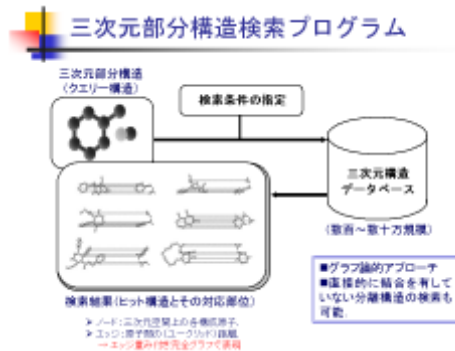 三次元部分構造検索プログラム
三次元部分構造
(クエリー構造)
検索条件の指定
三次元構造
データベース
(数百～数十万規模)
検索結果(ヒット構造とその対応部位)
■グラフ論的アプローチ
■直接的に結合を有して
いない分離構造の検索も
可能.
➤ ノード:三次元空間上の各構成原子.
➤ エッジ:原子間の(ユークリッド)距離.
→ エッジ重み付き完全グラフで表現